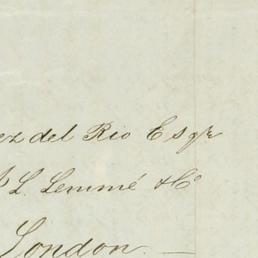 ez del Rio Esqr
L. Lemmé & Co
London. —